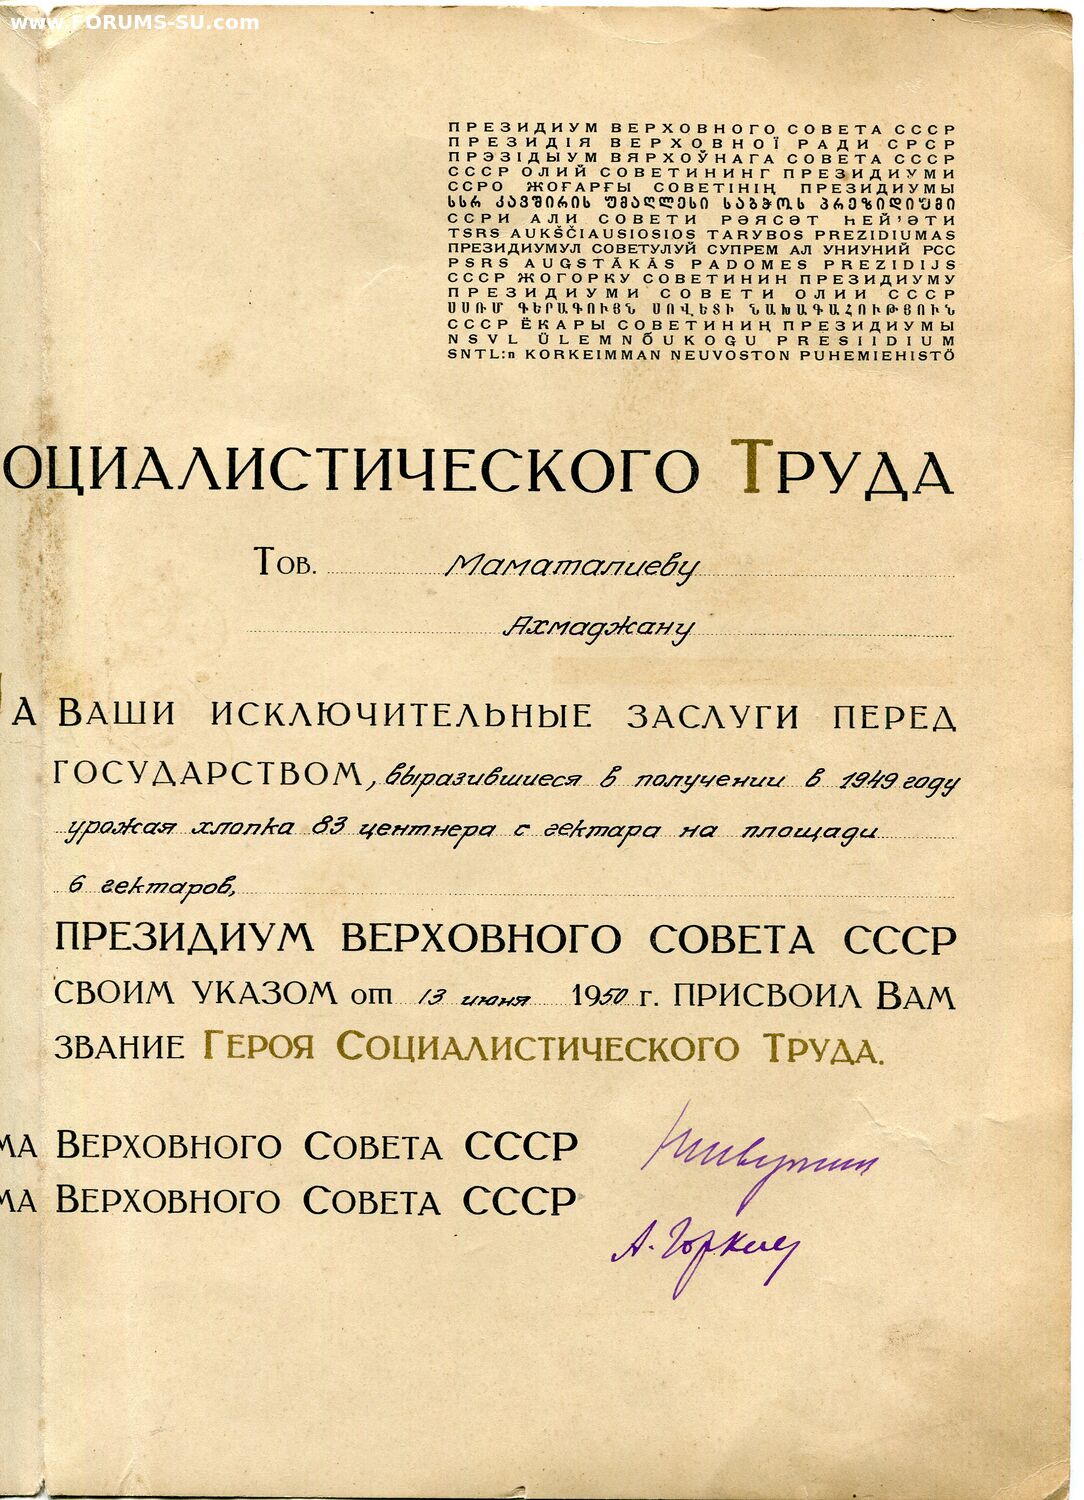 www.FORUMS-SU.com
ПРЕЗИДИУМ ВЕРХОВНОГО СОВЕТА СССР
ПРЕЗИДІЯ ВЕРХОВНОЇ РАДИ СРСР
ПРЭЗІДЫУМ ВЯРХОЎНАГА СОВЕТА СССР
СССР ОЛИЙ СОВЕТИНИНГ ПРЕЗИДИУМИ
ССРО ЖОҒАРҒЫ СОВЕТІНІҢ ПРЕЗИДИУМЫ
სსრ კავშირის უმაღლესი საბჭოს პრეზიდიუმი
ССРИ АЛИ СОВЕТИ РӘЯСӘТ ҺЕЙ'ӘТИ
TSRS AUKŠČIAUSIOSIOS TARYBOS PREZIDIUMAS
ПРЕЗИДИУМУЛ СОВЕТУЛУЙ СУПРЕМ АЛ УНИУНИЙ РСС
PSRS AUGSTĀKĀS PADOMES PREZIDIJS
СССР ЖОГОРКУ СОВЕТИНИН ПРЕЗИДИУМУ
ПРЕЗИДИУМИ СОВЕТИ ОЛИИ СССР
ՍՍՌՄ ԳԵՐԱԳՈՒՅՆ ՍՈՎԵՏԻ ՆԱԽԱԳԱՀՈՒԹՅՈՒՆ
СССР ЁКАРЫ СОВЕТИНИҢ ПРЕЗИДИУМЫ
NSVL ÜLEMNÕUKOGU PRESIIDIUM
SNTL:n KORKEIMMAN NEUVOSTON PUHEMIEHISTÖ
ОЦИАЛИСТИЧЕСКОГО ТРУДА
ТОВ. Маматалиеву
Ахмаджану
А ВАШИ ИСКЛЮЧИТЕЛЬНЫЕ ЗАСЛУГИ ПЕРЕД
ГОСУДАРСТВОМ, выразившиеся в получении в 1949 году
урожая хлопка 83 центнера с гектара на площади
6 гектаров,
ПРЕЗИДИУМ ВЕРХОВНОГО СОВЕТА СССР
СВОИМ УКАЗОМ от 13 июня 1950 г. ПРИСВОИЛ ВАМ
ЗВАНИЕ ГЕРОЯ СОЦИАЛИСТИЧЕСКОГО ТРУДА.
МА ВЕРХОВНОГО СОВЕТА СССР
МА ВЕРХОВНОГО СОВЕТА СССР
А. Горкин